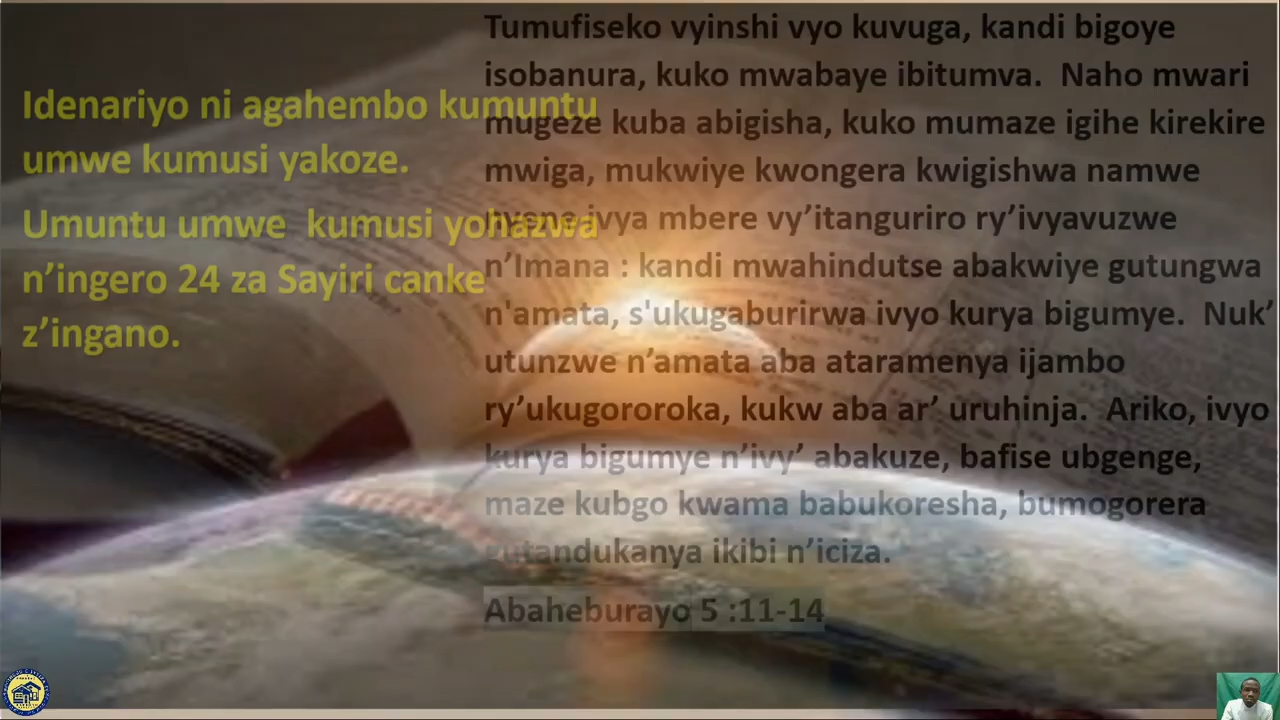 Idenariyo ni agahembo kumuntu
umwe kumusi yakoze.
Umuntu umwe kumusi yohazwa
n’ingero 24 za Sayiri canke
z’ingano.
Tumufiseko vyinshi vyo kuvuga, kandi bigoye
isobanura, kuko mwabaye ibitumva. Naho mwari
mugeze kuba abigisha, kuko mumaze igihe kirekire
mwiga, mukwiye kwongera kwigishwa namwe
nyene ivya mbere vy’itanguriro ry’ivyavuzwe
n’Imana : kandi mwahindutse abakwiye gutungwa
n'amata, s'ukugaburirwa ivyo kurya bigumye. Nuk’
utunzwe n’amata aba ataramenya ijambo
ry’ukugororoka, kukw aba ar’ uruhinja. Ariko, ivyo
kurya bigumye n’ivy’ abakuze, bafise ubgenge,
maze kubgo kwama babukoresha, bumogorera
gutandukanya ikibi n’iciza.
Abaheburayo 5 :11-14